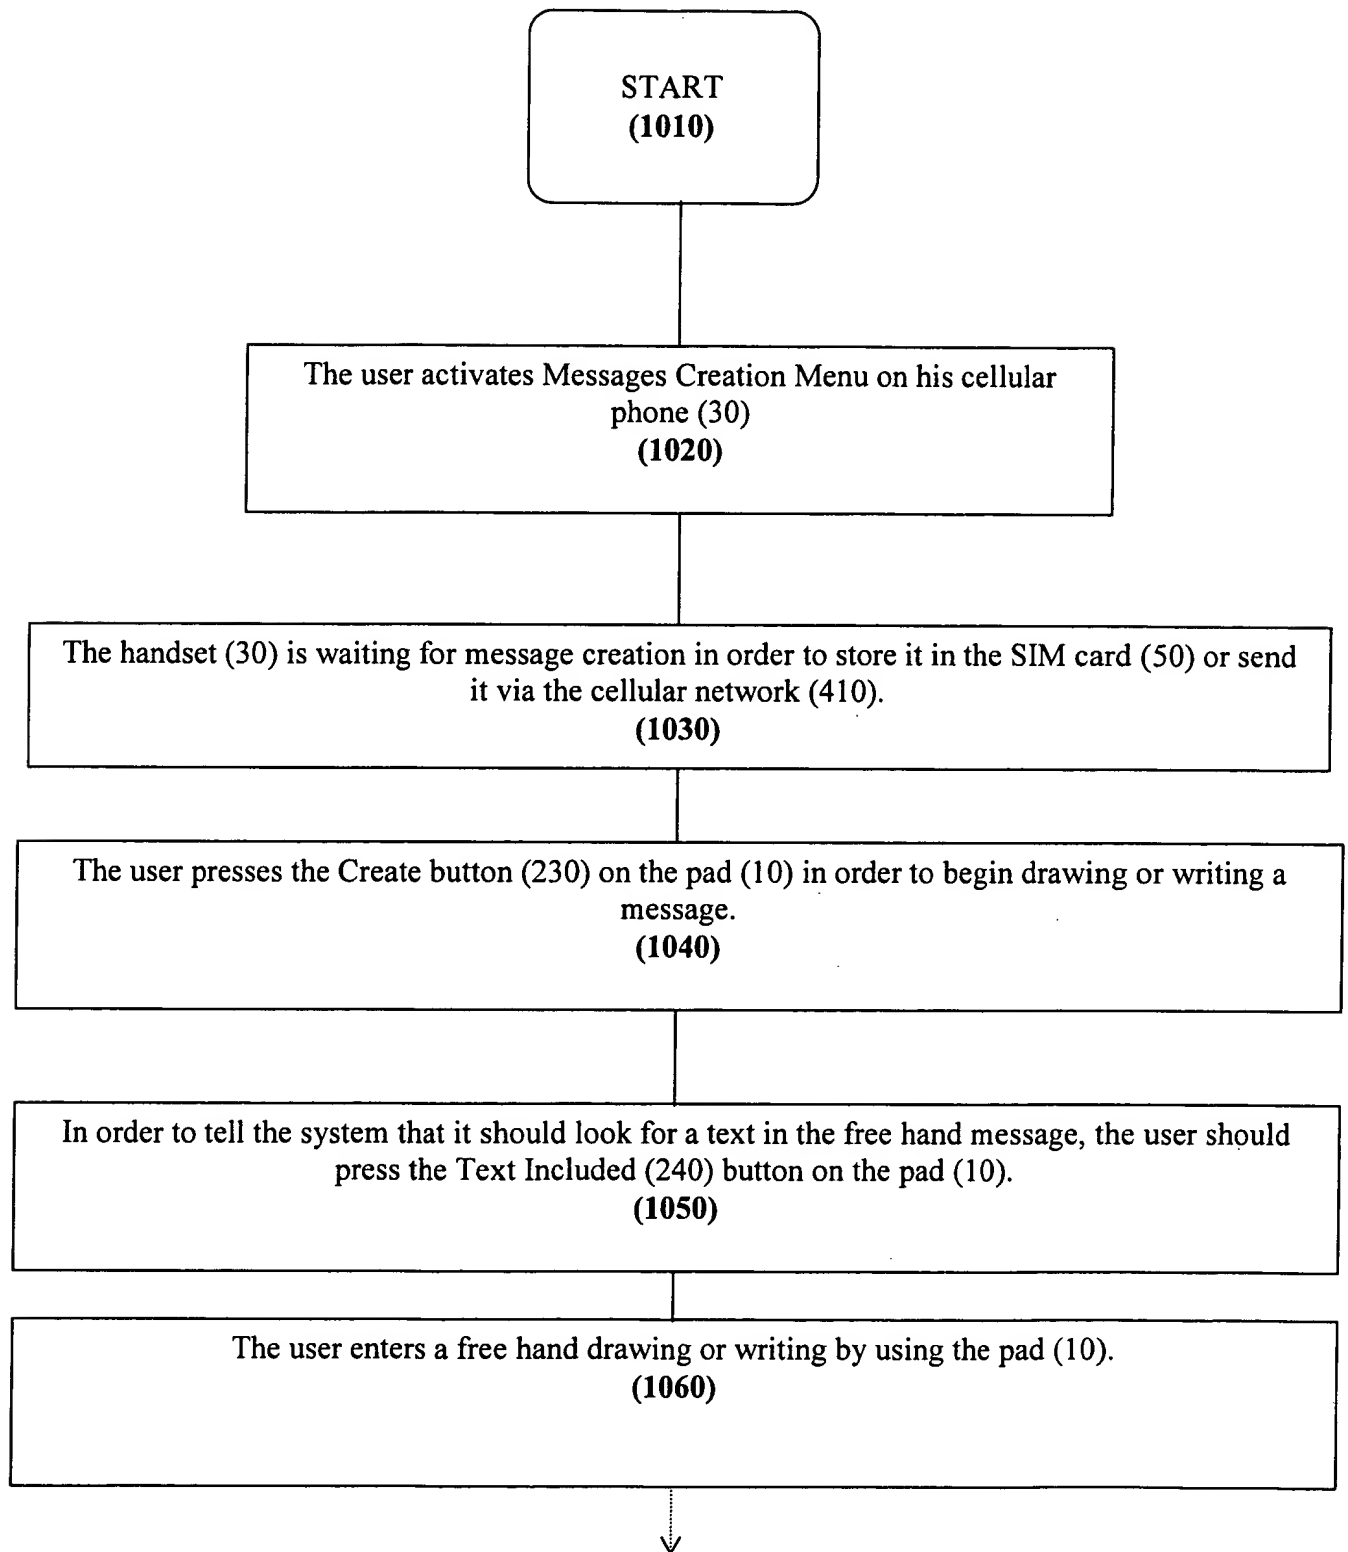 START
(1010)
The user activates Messages Creation Menu on his cellular
phone (30)
(1020)
The handset (30) is waiting for message creation in order to store it in the SIM card (50) or send
it via the cellular network (410).
(1030)
The user presses the Create button (230) on the pad (10) in order to begin drawing or writing a
message.
(1040)
In order to tell the system that it should look for a text in the free hand message, the user should
press the Text Included (240) button on the pad (10).
(1050)
The user enters a free hand drawing or writing by using the pad (10).
(1060)